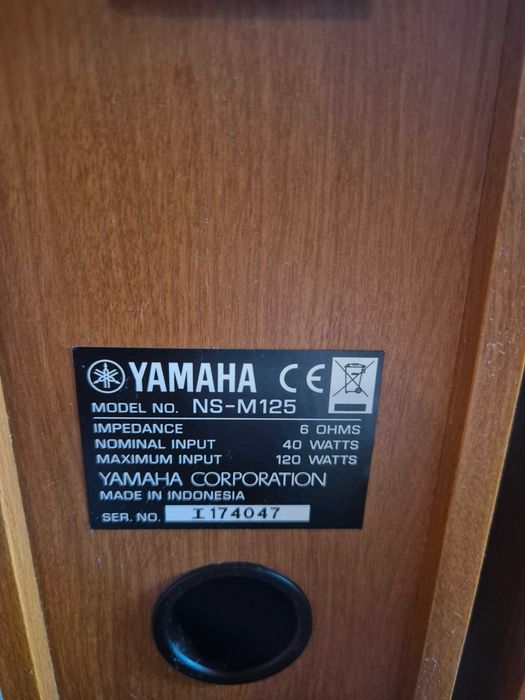 YAMAHA CE
MODEL NO. NS-M125
IMPEDANCE 6 OHMS
NOMINAL INPUT 40 WATTS
MAXIMUM INPUT 120 WATTS
YAMAHA CORPORATION
MADE IN INDONESIA
SER. NO. I 174047